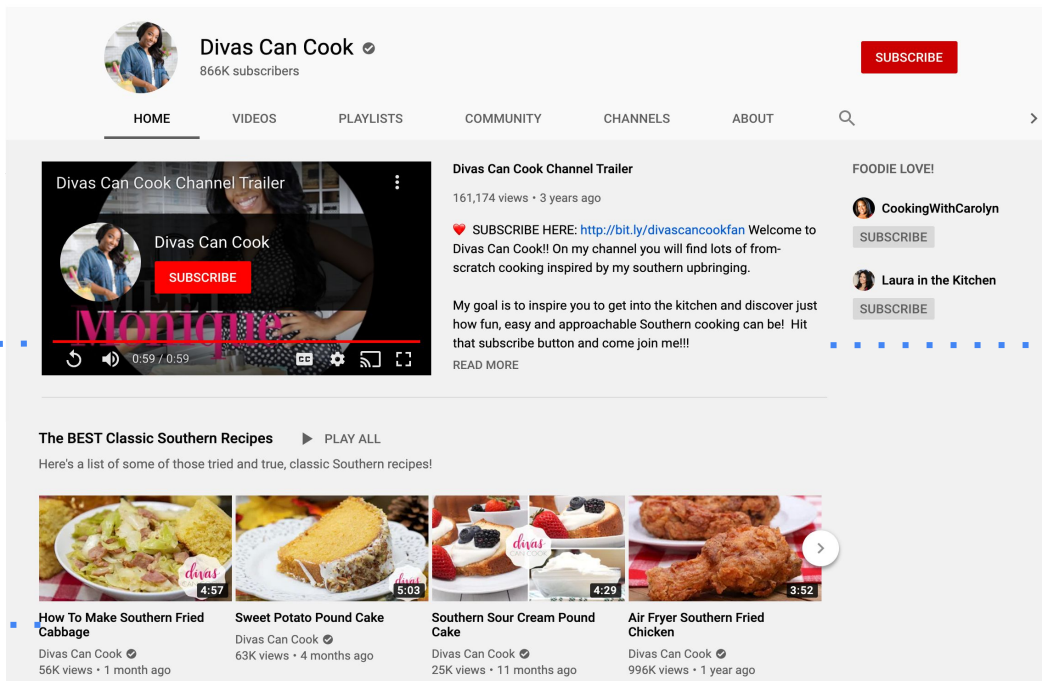 Divas Can Cook
866K subscribers
SUBSCRIBE
HOME VIDEOS PLAYLISTS COMMUNITY CHANNELS ABOUT
Divas Can Cook Channel Trailer
Divas Can Cook
SUBSCRIBE
MEET
Monique
CC
0:59 / 0:59
Divas Can Cook Channel Trailer
161,174 views • 3 years ago
❤️ SUBSCRIBE HERE: http://bit.ly/divascancookfan Welcome to
Divas Can Cook!! On my channel you will find lots of from-
scratch cooking inspired by my southern upbringing.
My goal is to inspire you to get into the kitchen and discover just
how fun, easy and approachable Southern cooking can be! Hit
that subscribe button and come join me!!!
READ MORE
FOODIE LOVE!
CookingWithCarolyn
SUBSCRIBE
Laura in the Kitchen
SUBSCRIBE
The BEST Classic Southern Recipes PLAY ALL
Here's a list of some of those tried and true, classic Southern recipes!
divas
CAN COOK
4:57
How To Make Southern Fried
Cabbage
Divas Can Cook
56K views • 1 month ago
divas
5:03
Sweet Potato Pound Cake
Divas Can Cook
63K views • 4 months ago
divas
CAN COOK
4:29
Southern Sour Cream Pound
Cake
Divas Can Cook
25K views • 11 months ago
3:52
Air Fryer Southern Fried
Chicken
Divas Can Cook
996K views • 1 year ago